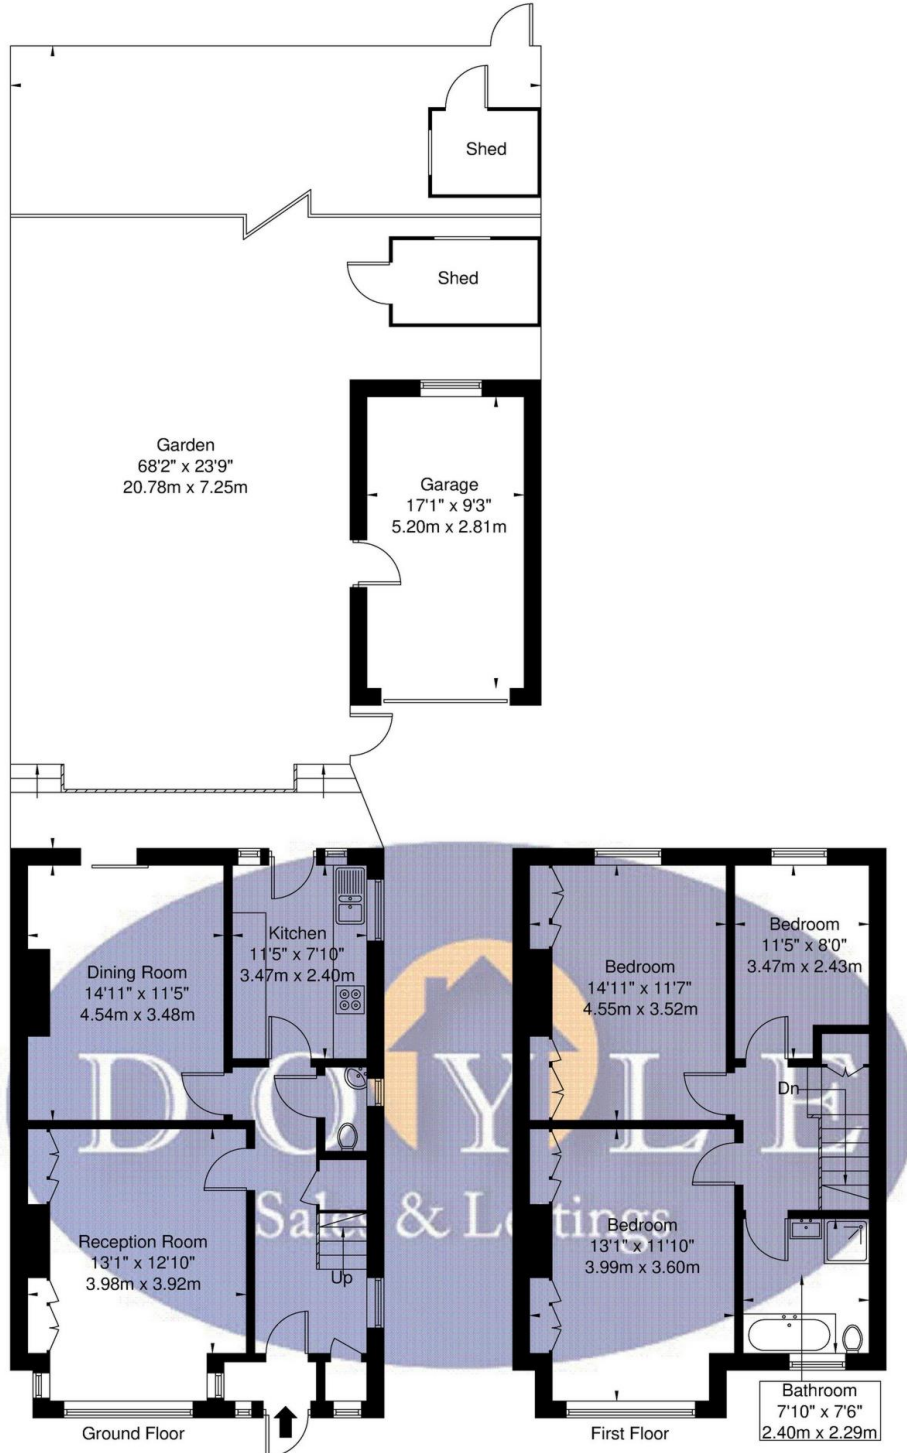 Shed
Shed
Garden
68'2" x 23'9"
20.78m x 7.25m
Garage
17'1" x 9'3"
5.20m x 2.81m
Kitchen
11'5" x 7'10"
3.47m x 2.40m
Dining Room
14'11" x 11'5"
4.54m x 3.48m
Bedroom
14'11" x 11'7"
4.55m x 3.52m
Bedroom
11'5" x 8'0"
3.47m x 2.43m
Dn
DOYLE
Sales & Lettings
Reception Room
13'1" x 12'10"
3.98m x 3.92m
Up
Bedroom
13'1" x 11'10"
3.99m x 3.60m
Bathroom
7'10" x 7'6"
2.40m x 2.29m
Ground Floor
First Floor